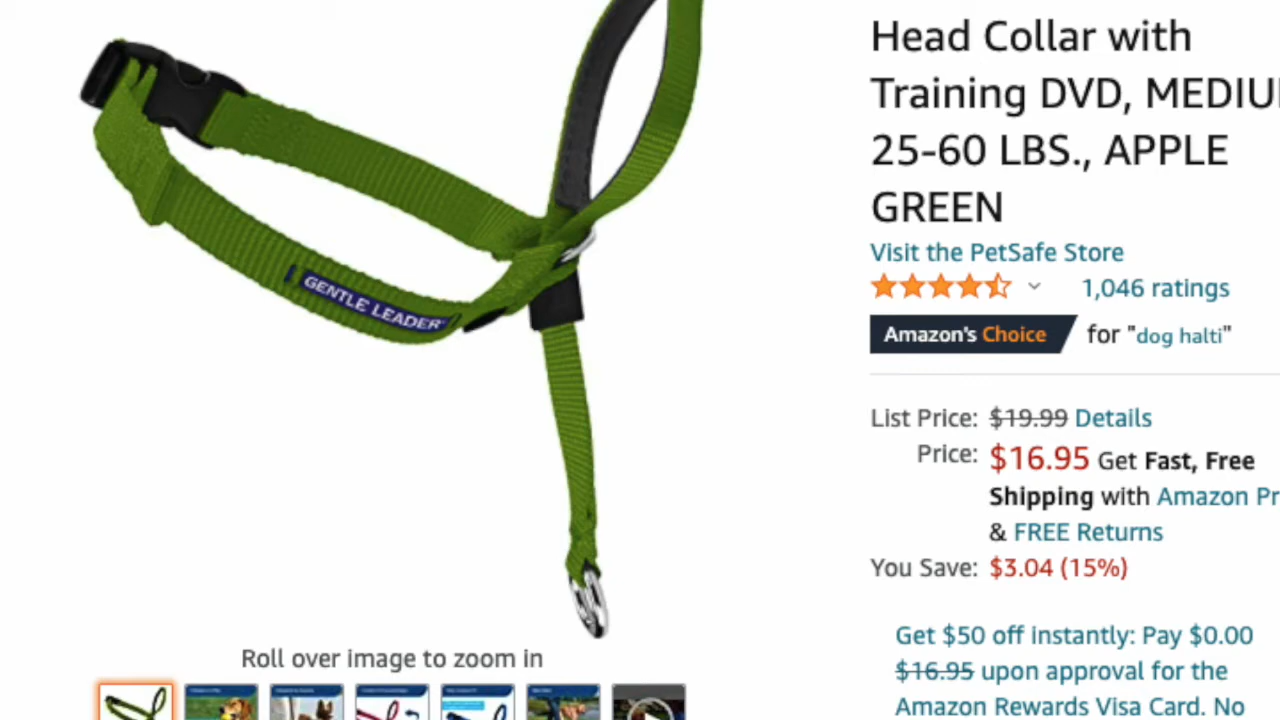 Head Collar with
Training DVD, MEDIU
25-60 LBS., APPLE
GREEN
Visit the PetSafe Store
1,046 ratings
Amazon's Choice for "dog halti"
List Price: $19.99 Details
Price: $16.95 Get Fast, Free
Shipping with Amazon Pr
& FREE Returns
You Save: $3.04 (15%)
Get $50 off instantly: Pay $0.00
$16.95 upon approval for the
Amazon Rewards Visa Card. No
GENTLE LEADER
Roll over image to zoom in